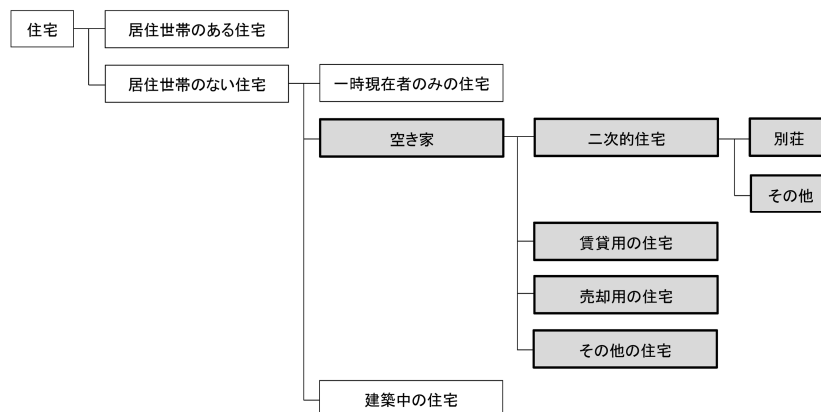 住宅
居住世帯のある住宅
居住世帯のない住宅
一時現在者のみの住宅
空き家
二次的住宅
別荘
その他
賃貸用の住宅
売却用の住宅
その他の住宅
建築中の住宅